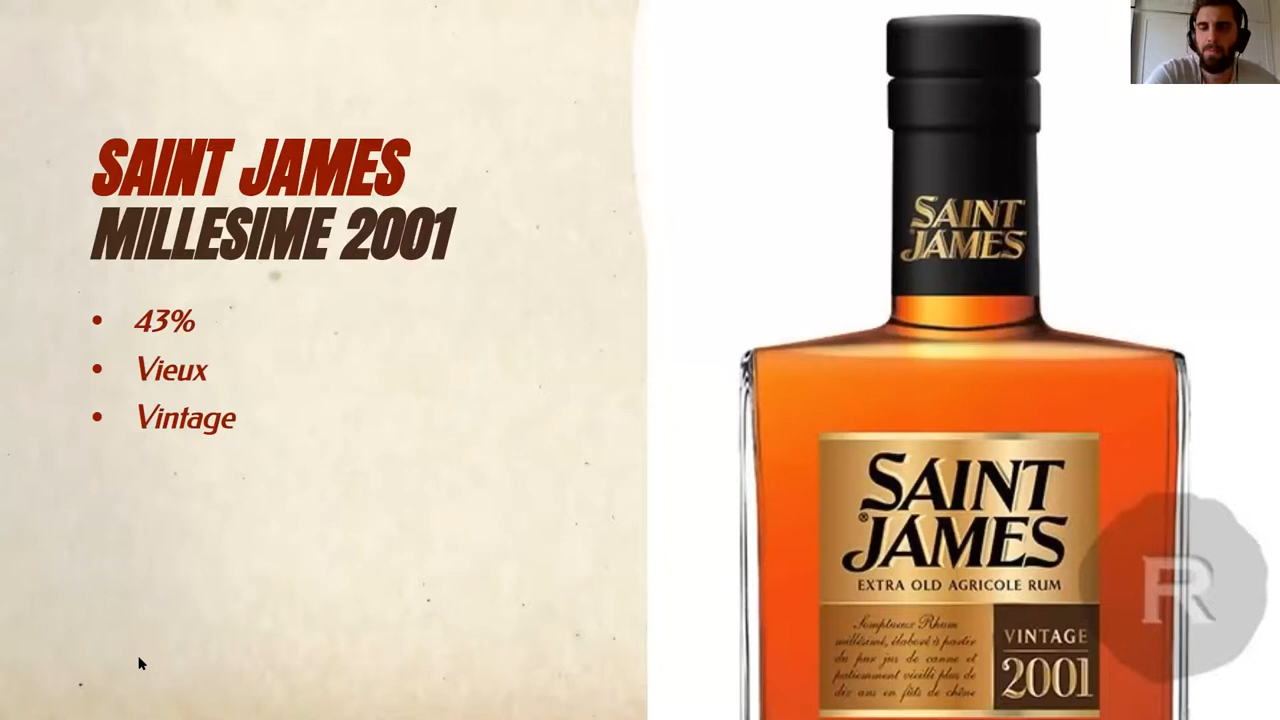 SAINT JAMES
MILLESIME 2001
• 43%
• Vieux
• Vintage
SAINT
JAMES
SAINT
JAMES
®
EXTRA OLD AGRICOLE RUM
Somptueux Rhum
millésimé, élaboré à partir
du pur jus de canne et
patiemment vieilli plus de
dix ans en fûts de chêne
VINTAGE
2001
R